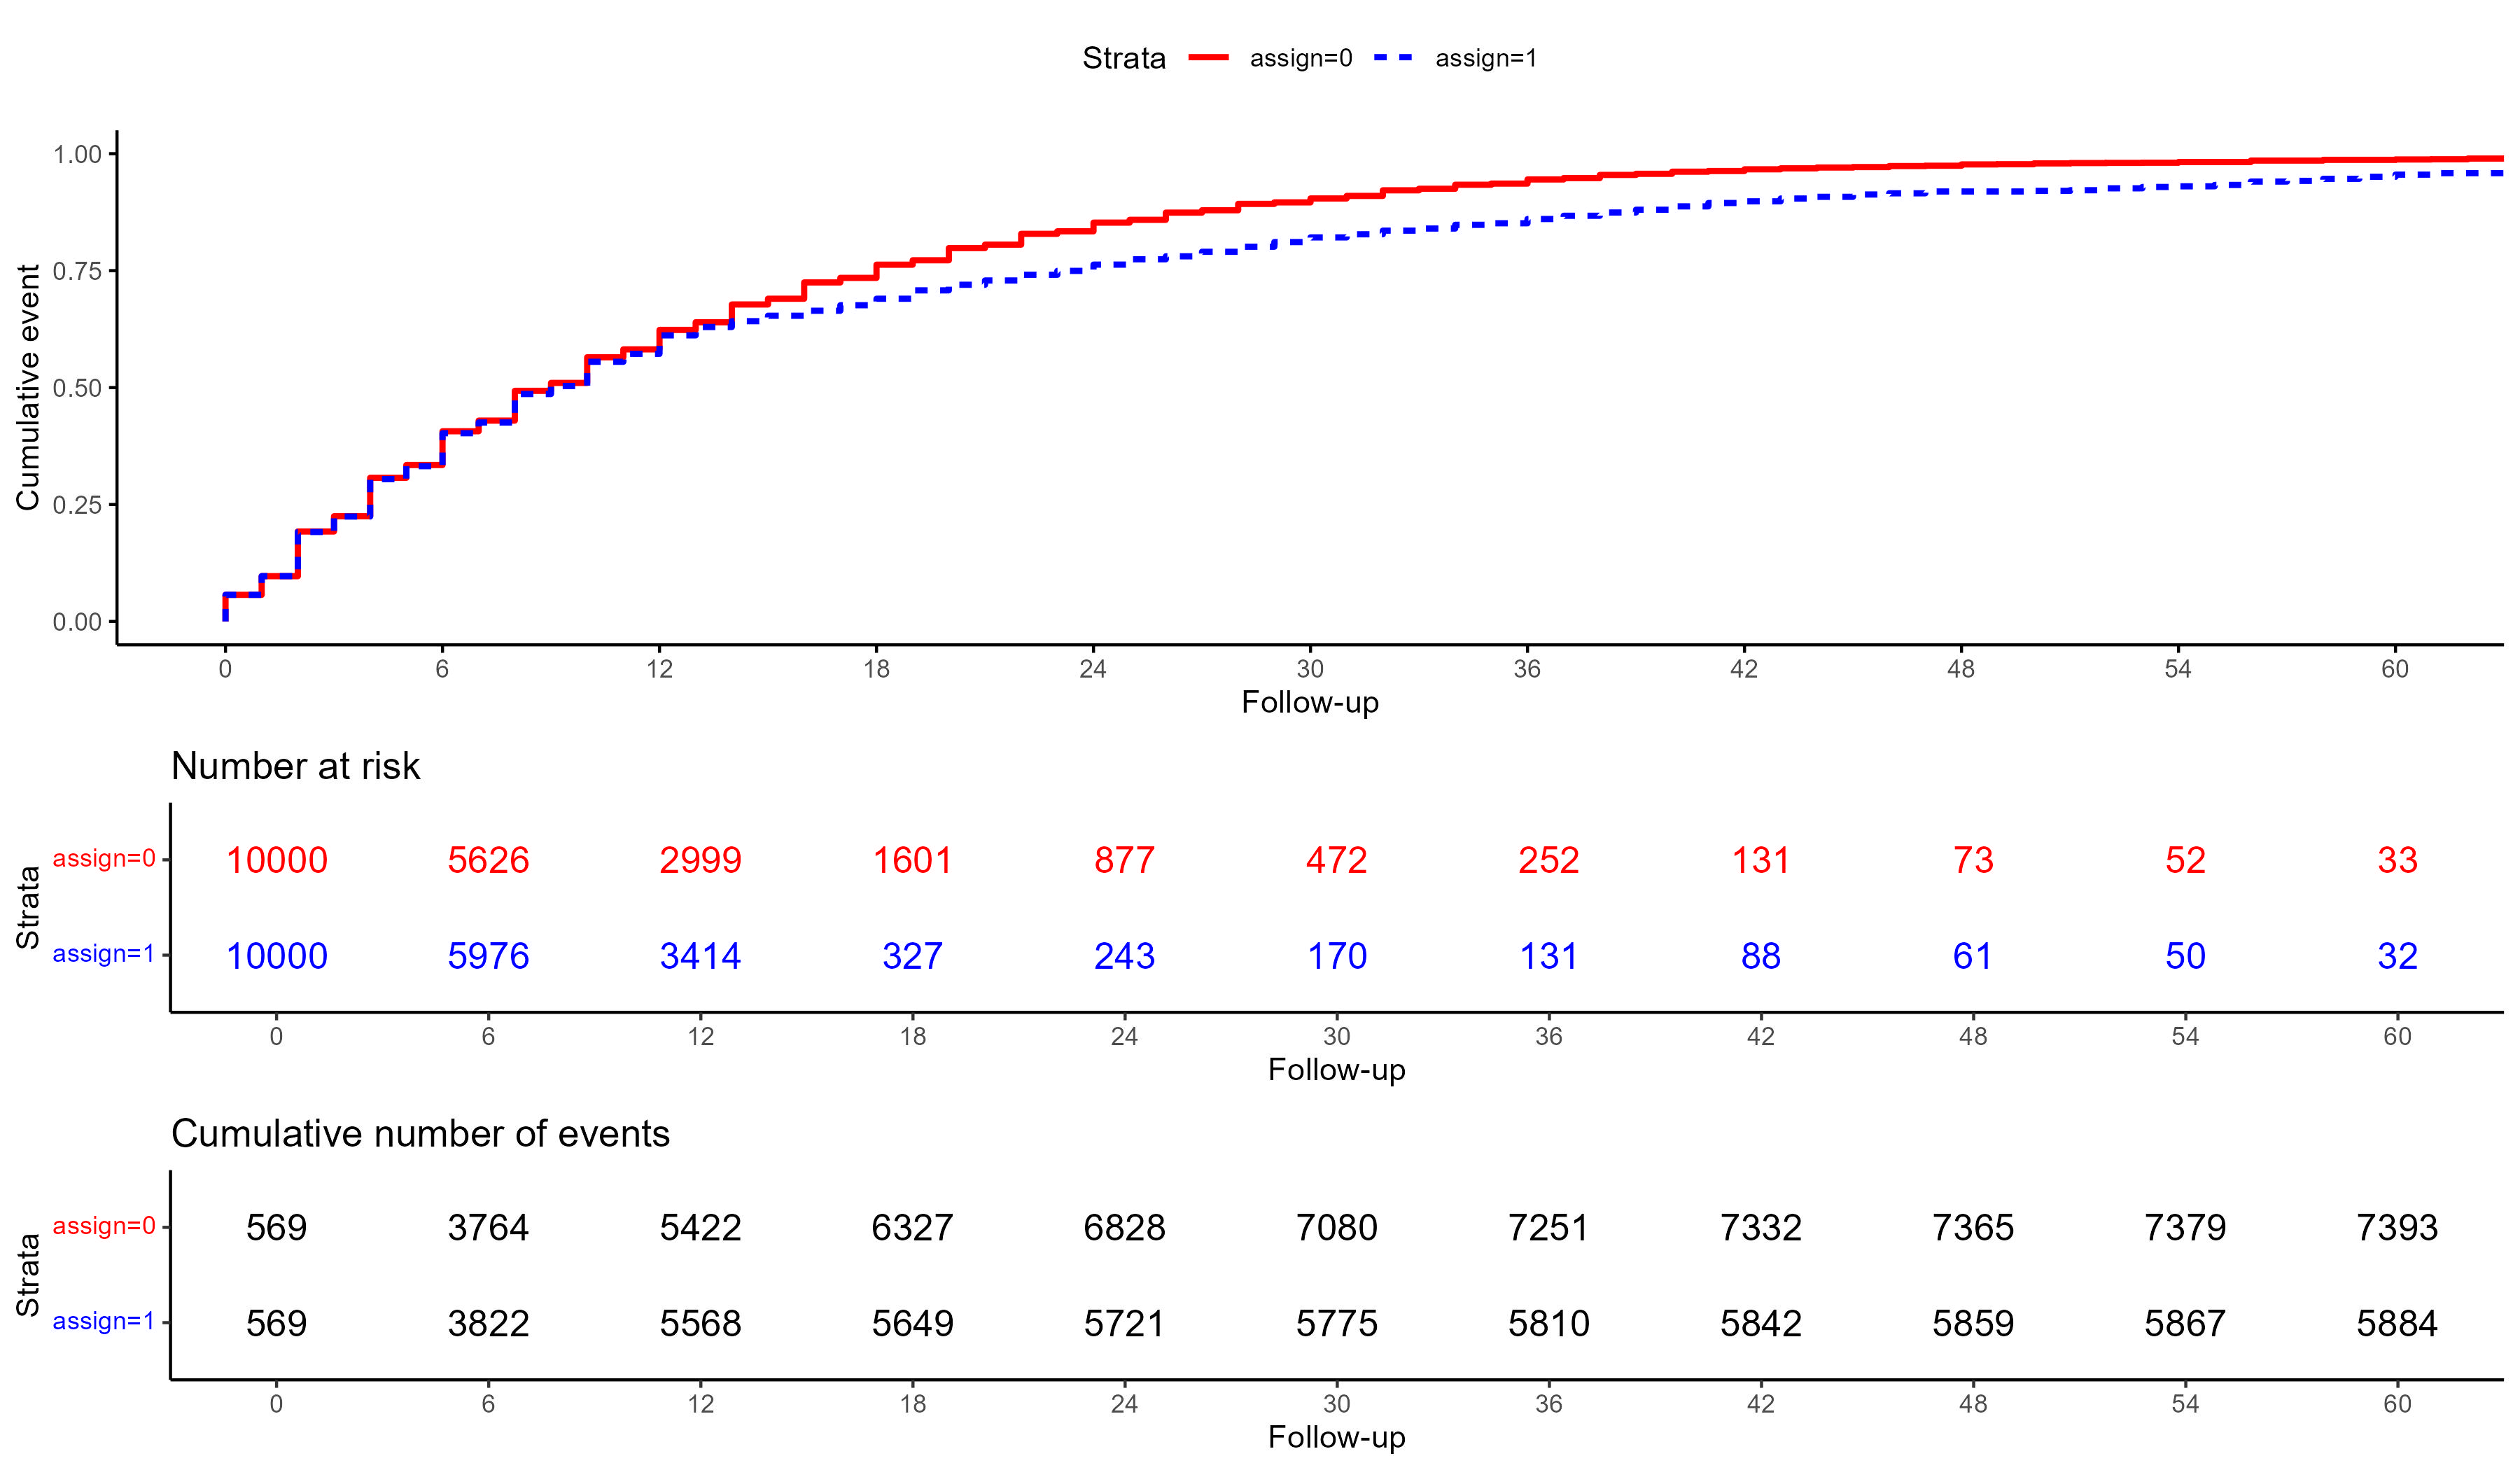 Strata assign=0 assign=1
Cumulative event
1.00
0.75
0.50
0.25
0.00
0 6 12 18 24 30 36 42 48 54 60
Follow-up
Number at risk
Strata
assign=0 10000 5626 2999 1601 877 472 252 131 73 52 33
assign=1 10000 5976 3414 327 243 170 131 88 61 50 32
0 6 12 18 24 30 36 42 48 54 60
Follow-up
Cumulative number of events
Strata
assign=0 569 3764 5422 6327 6828 7080 7251 7332 7365 7379 7393
assign=1 569 3822 5568 5649 5721 5775 5810 5842 5859 5867 5884
0 6 12 18 24 30 36 42 48 54 60
Follow-up